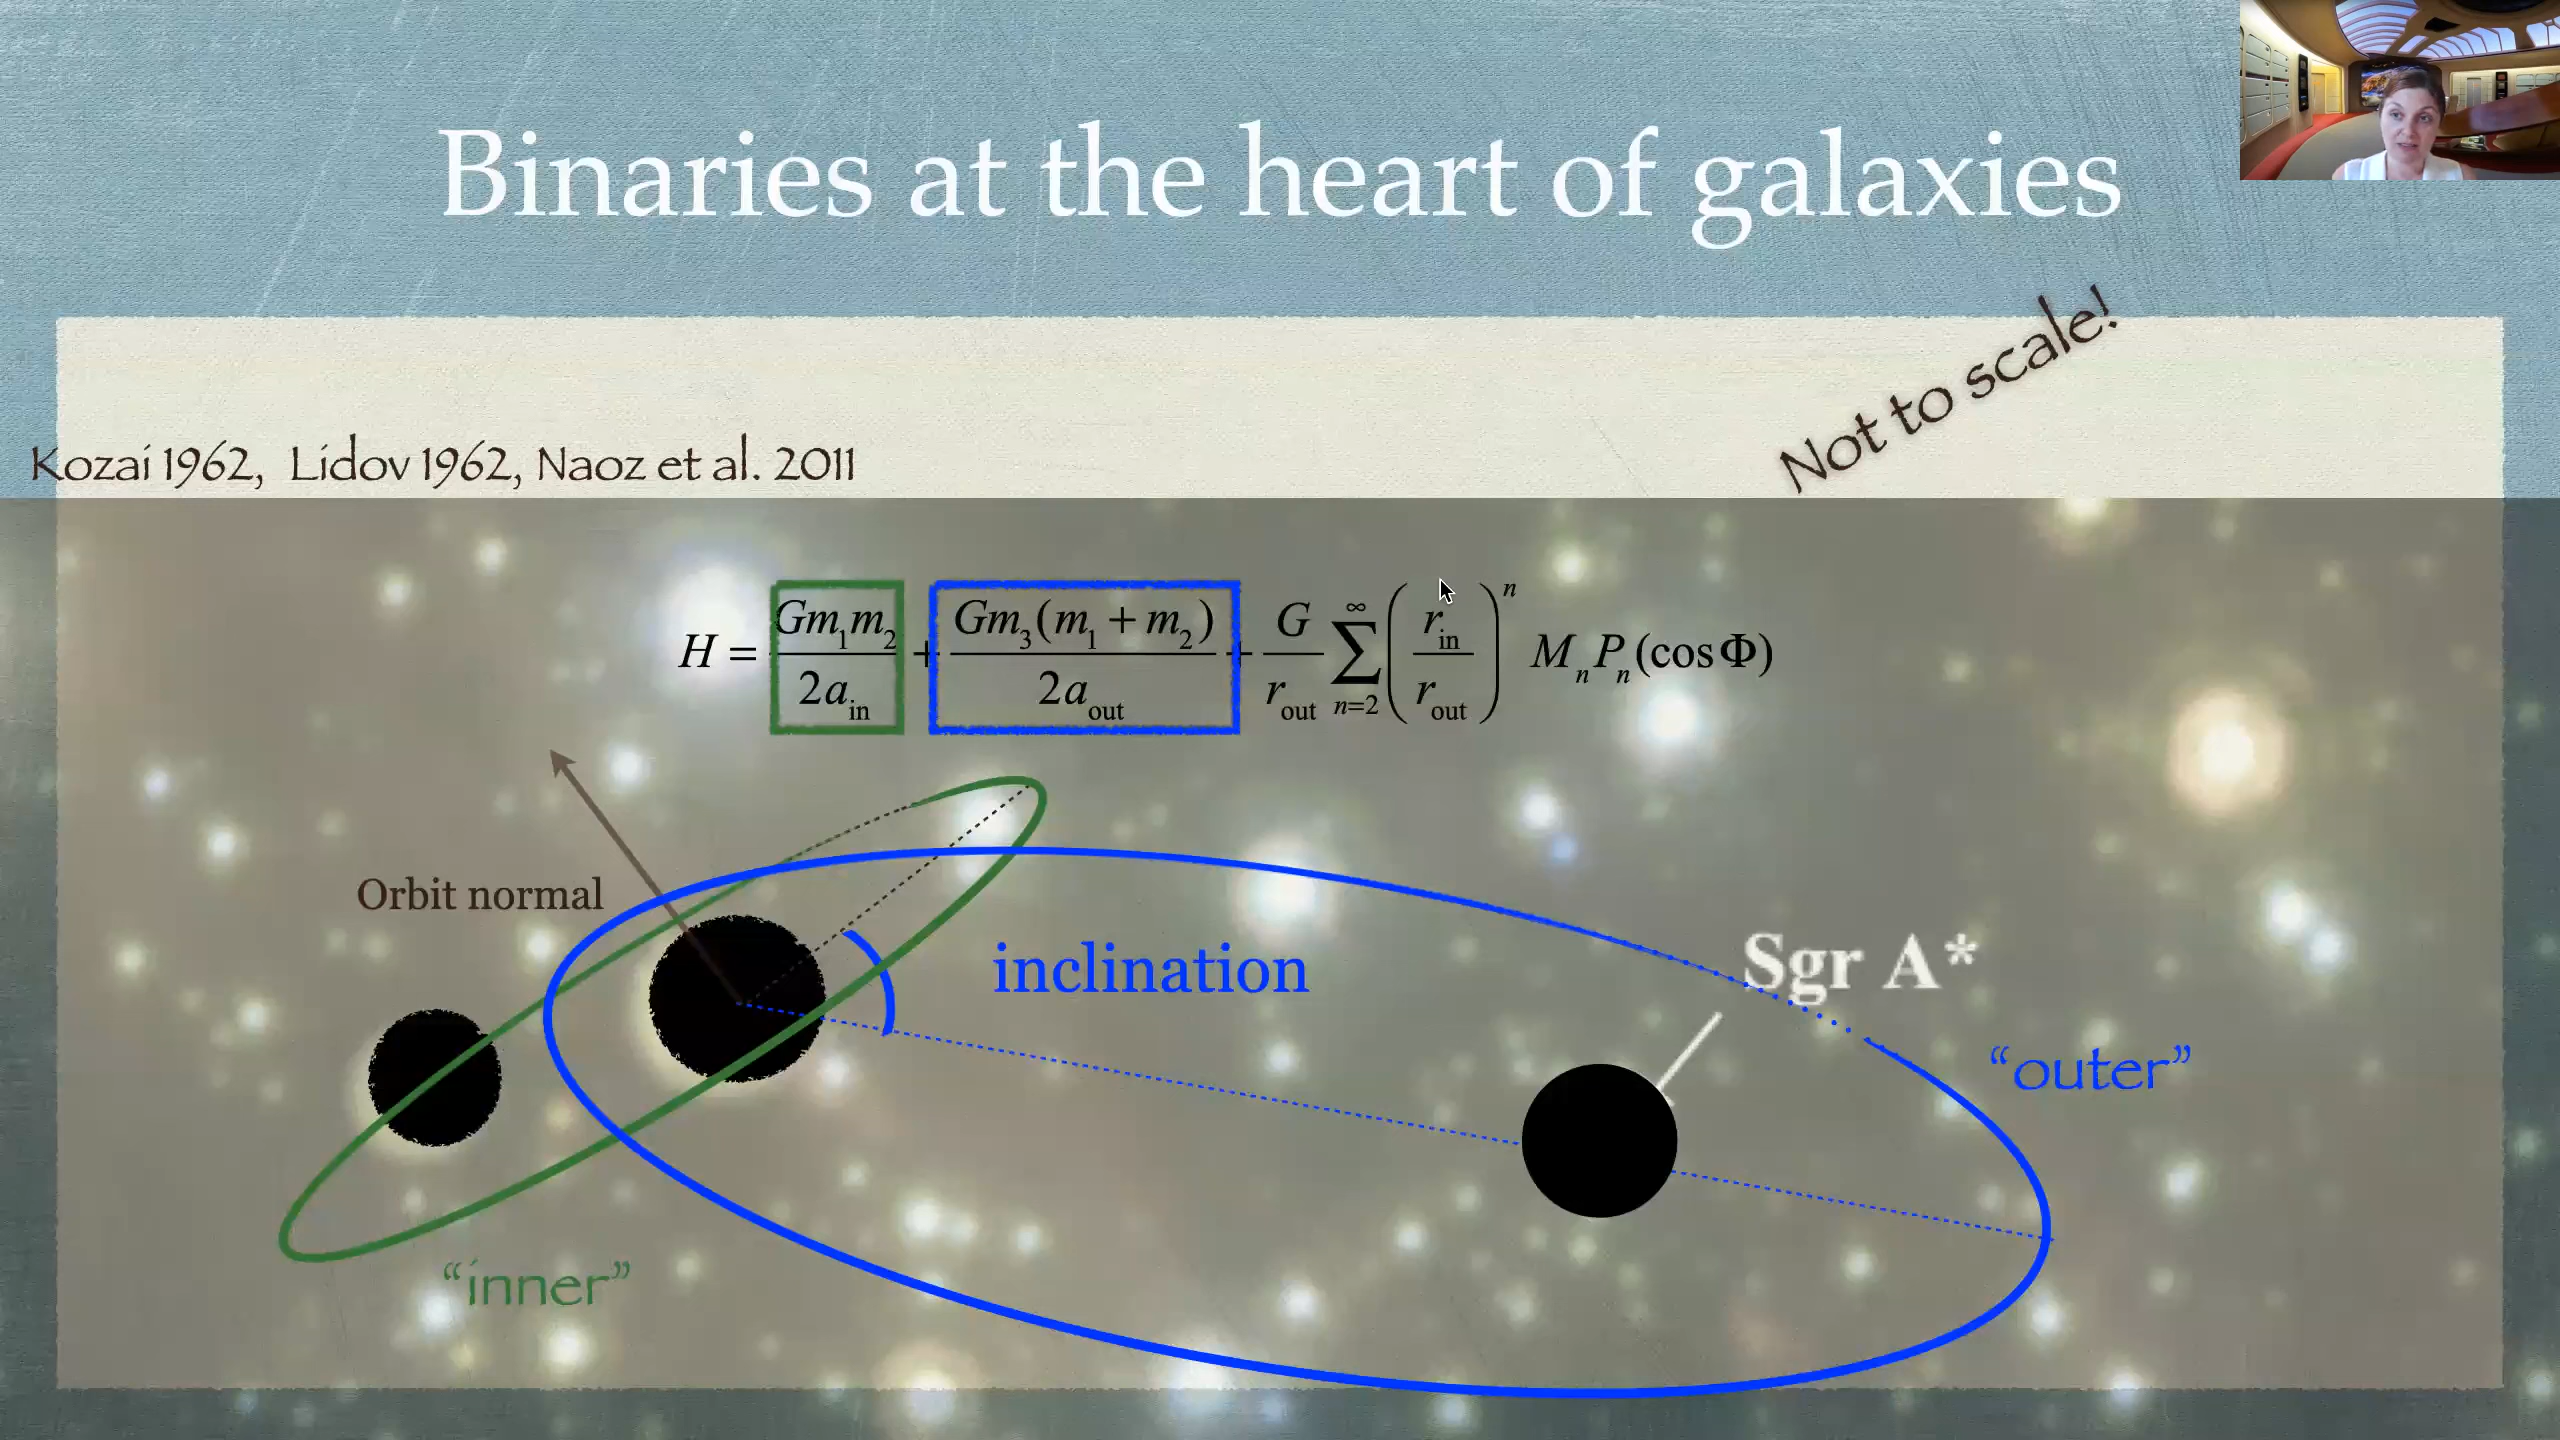 Binaries at the heart of galaxies
Not to scale!
Kozai 1962, Lidov 1962, Naoz et al. 2011
H = Gm₁m₂ / 2a_in + Gm₃(m₁ + m₂) / 2a_out + G / r_out ∑_{n=2}^{∞} (r_in / r_out)^n M_n P_n (cos Φ)
Orbit normal
inclination
Sgr A*
“outer”
“inner”